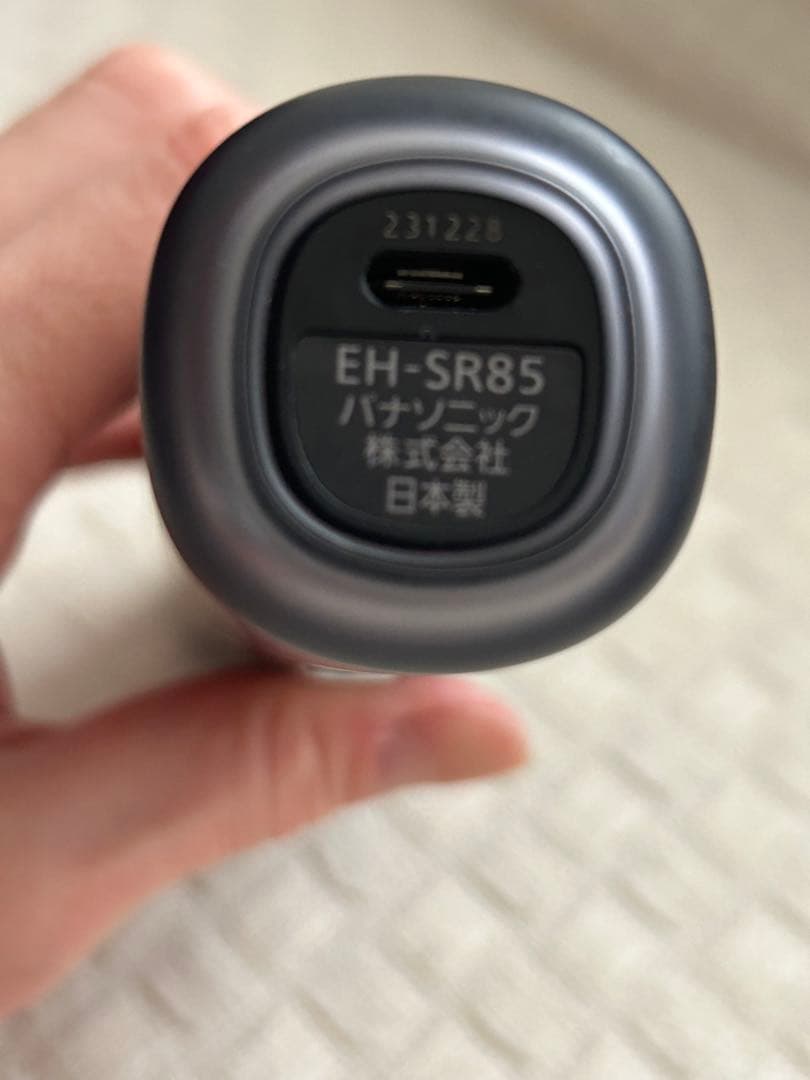 231228
EH-SR85
パナソニック
株式会社
日本製